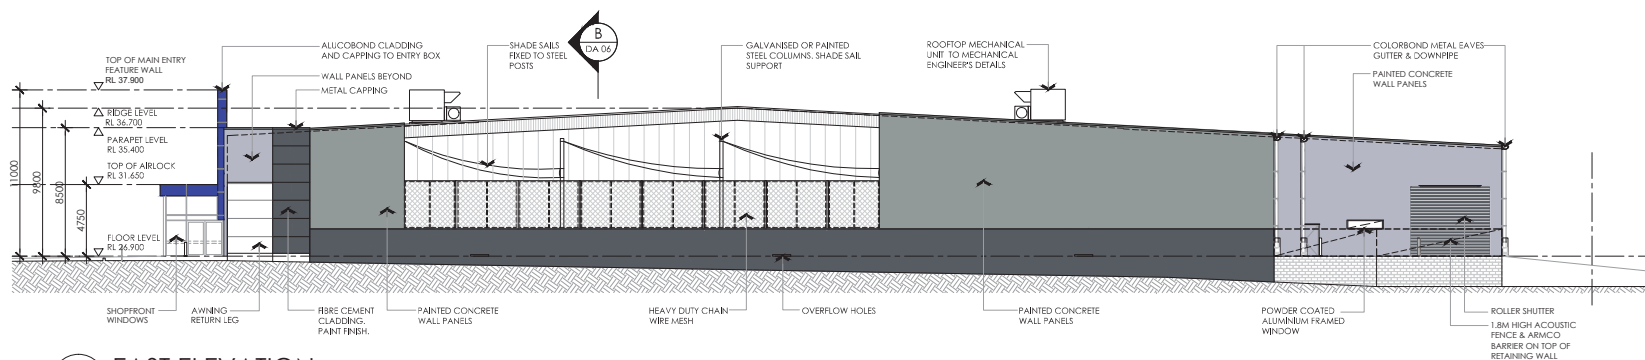 TOP OF MAIN ENTRY
FEATURE WALL
RL 37.900
RIDGE LEVEL
RL 36.700
PARAPET LEVEL
RL 35.400
TOP OF AIRLOCK
RL 31.650
FLOOR LEVEL
RL 26.900
11000
9800
8500
4750
ALUCOBOND CLADDING
AND CAPPING TO ENTRY BOX
WALL PANELS BEYOND
METAL CAPPING
SHADE SAILS
FIXED TO STEEL
POSTS
B
DA 06
GALVANISED OR PAINTED
STEEL COLUMNS. SHADE SAIL
SUPPORT
ROOFTOP MECHANICAL
UNIT TO MECHANICAL
ENGINEER'S DETAILS
COLORBOND METAL EAVES
GUTTER & DOWNPIPE
PAINTED CONCRETE
WALL PANELS
SHOPFRONT
WINDOWS
AWNING
RETURN LEG
FIBRE CEMENT
CLADDING.
PAINT FINISH.
PAINTED CONCRETE
WALL PANELS
HEAVY DUTY CHAIN
WIRE MESH
OVERFLOW HOLES
PAINTED CONCRETE
WALL PANELS
POWDER COATED
ALUMINIUM FRAMED
WINDOW
ROLLER SHUTTER
1.8M HIGH ACOUSTIC
FENCE & ARMCO
BARRIER ON TOP OF
RETAINING WALL
EAST ELEVATION